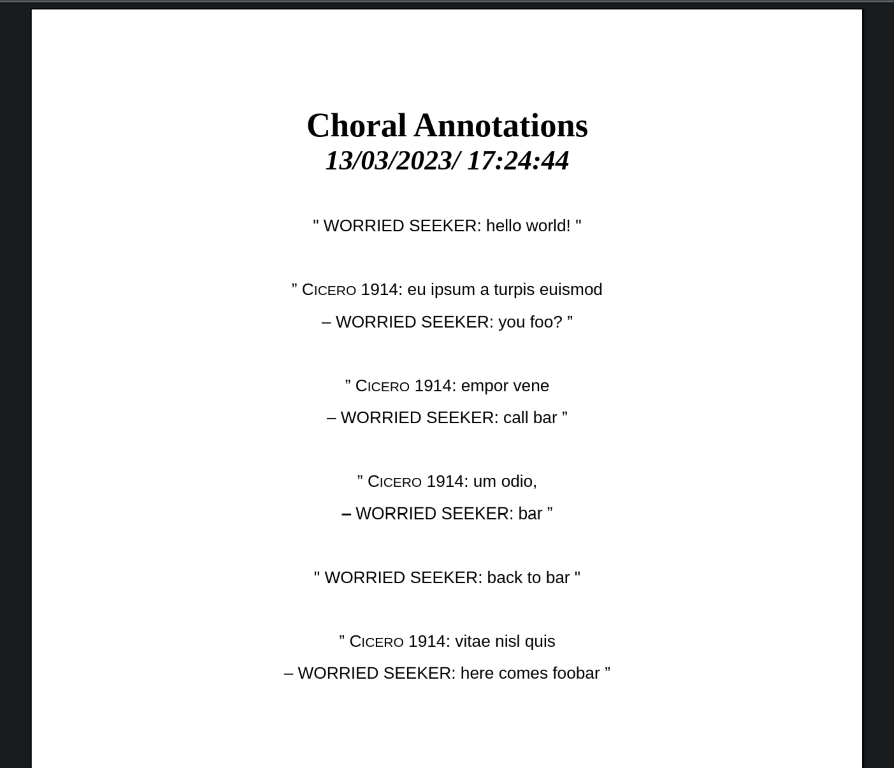 Choral Annotations
13/03/2023/ 17:24:44
" WORRIED SEEKER: hello world! "
” CICERO 1914: eu ipsum a turpis euismod
– WORRIED SEEKER: you foo? ”
” CICERO 1914: empor vene
– WORRIED SEEKER: call bar ”
” CICERO 1914: um odio,
– WORRIED SEEKER: bar ”
" WORRIED SEEKER: back to bar "
” CICERO 1914: vitae nisl quis
– WORRIED SEEKER: here comes foobar ”